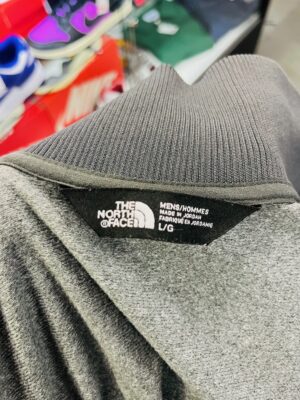 THE
NORTH
FACE
MENS/HOMMES
MADE IN JORDAN
FABRIQUÉ EN JORDANIE
L/G